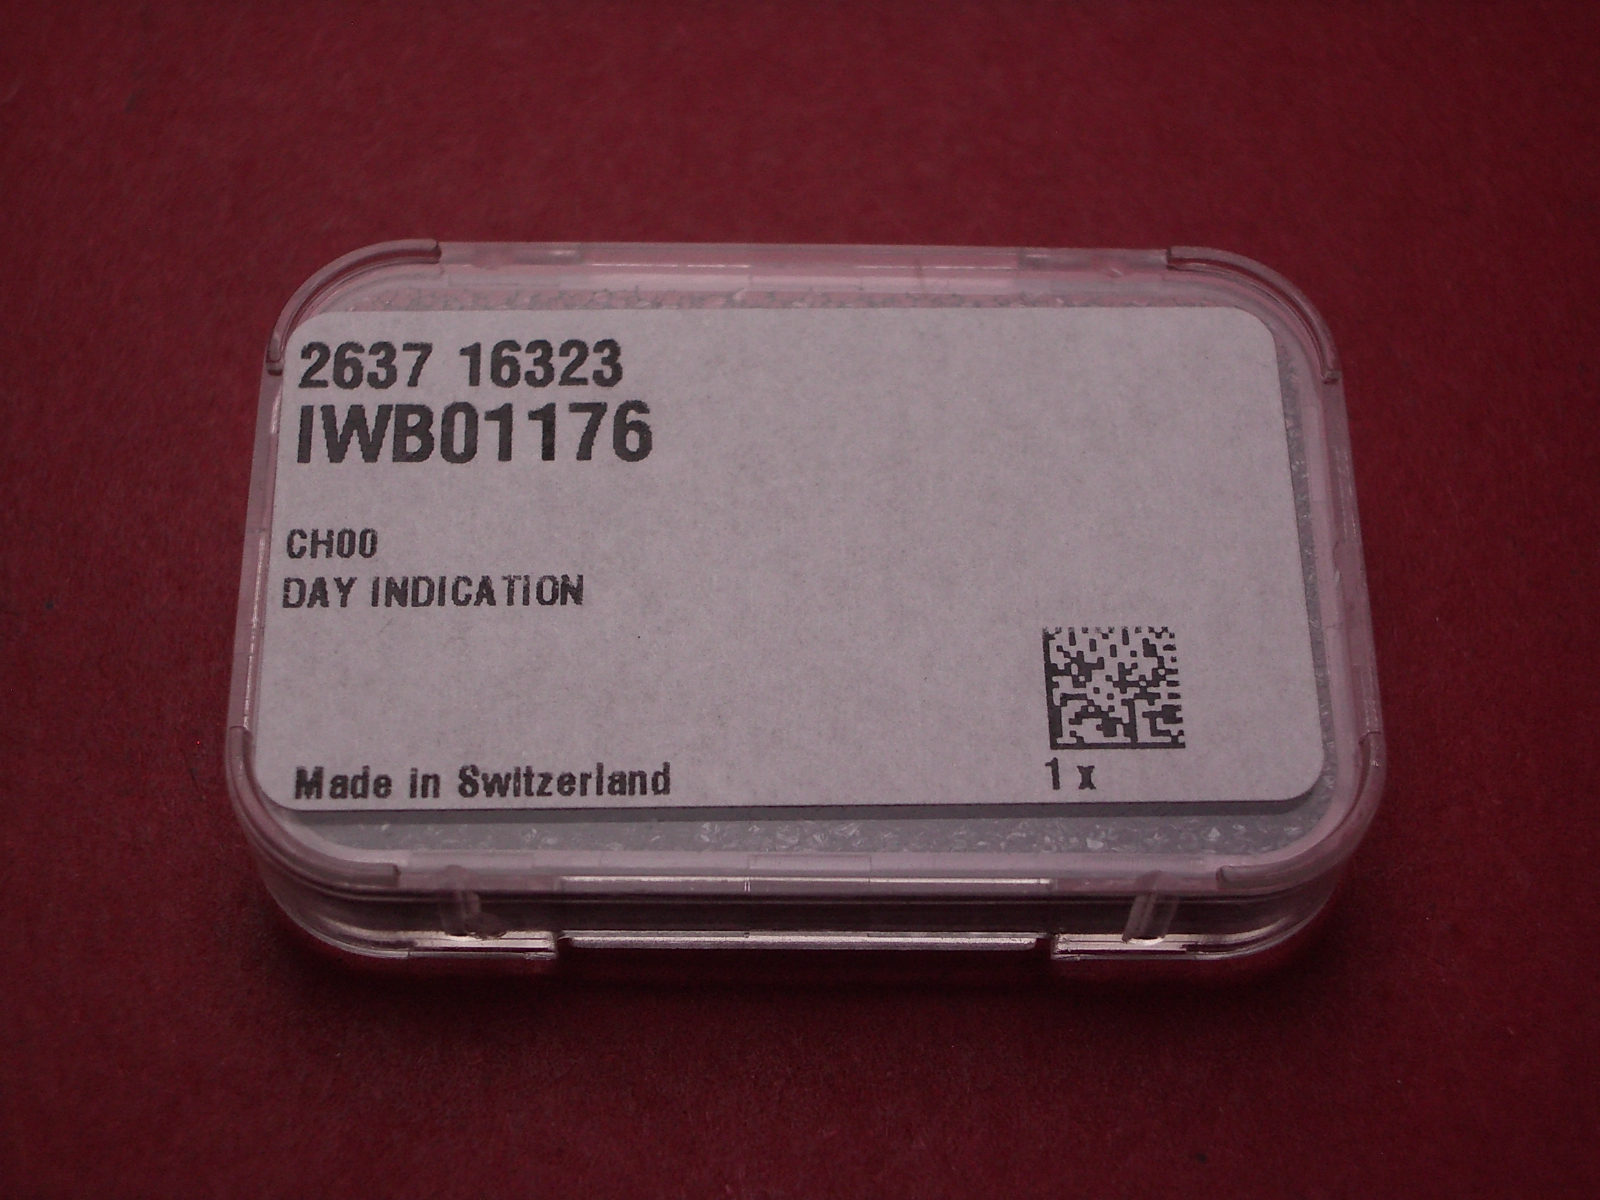 2637 16323
IWB01176
CH00
DAY INDICATION
Made in Switzerland
1 x